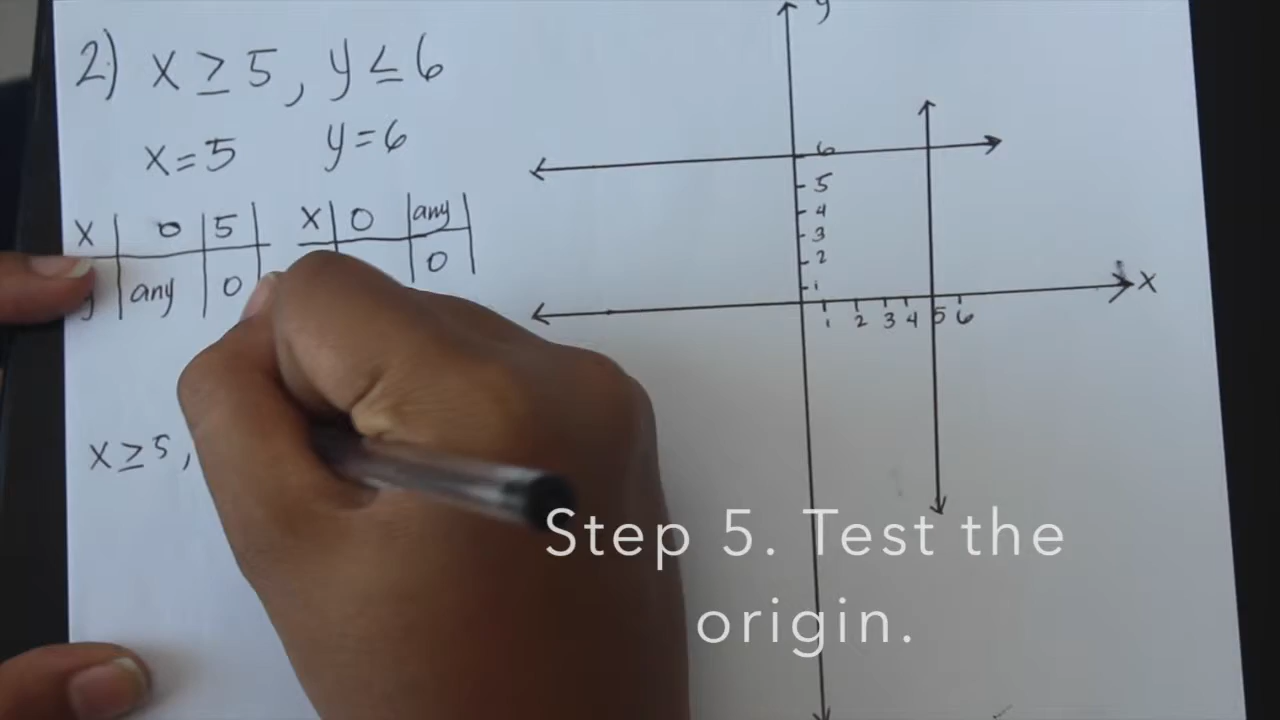 2) x ≥ 5, y ≤ 6
x = 5 y = 6
x | 0 | 5 | x | 0 | any |
y | any | 0 | 0 |
x ≥ 5,
y
6
5
4
3
2
1
x
1 2 3 4 5 6
Step 5. Test the
origin.